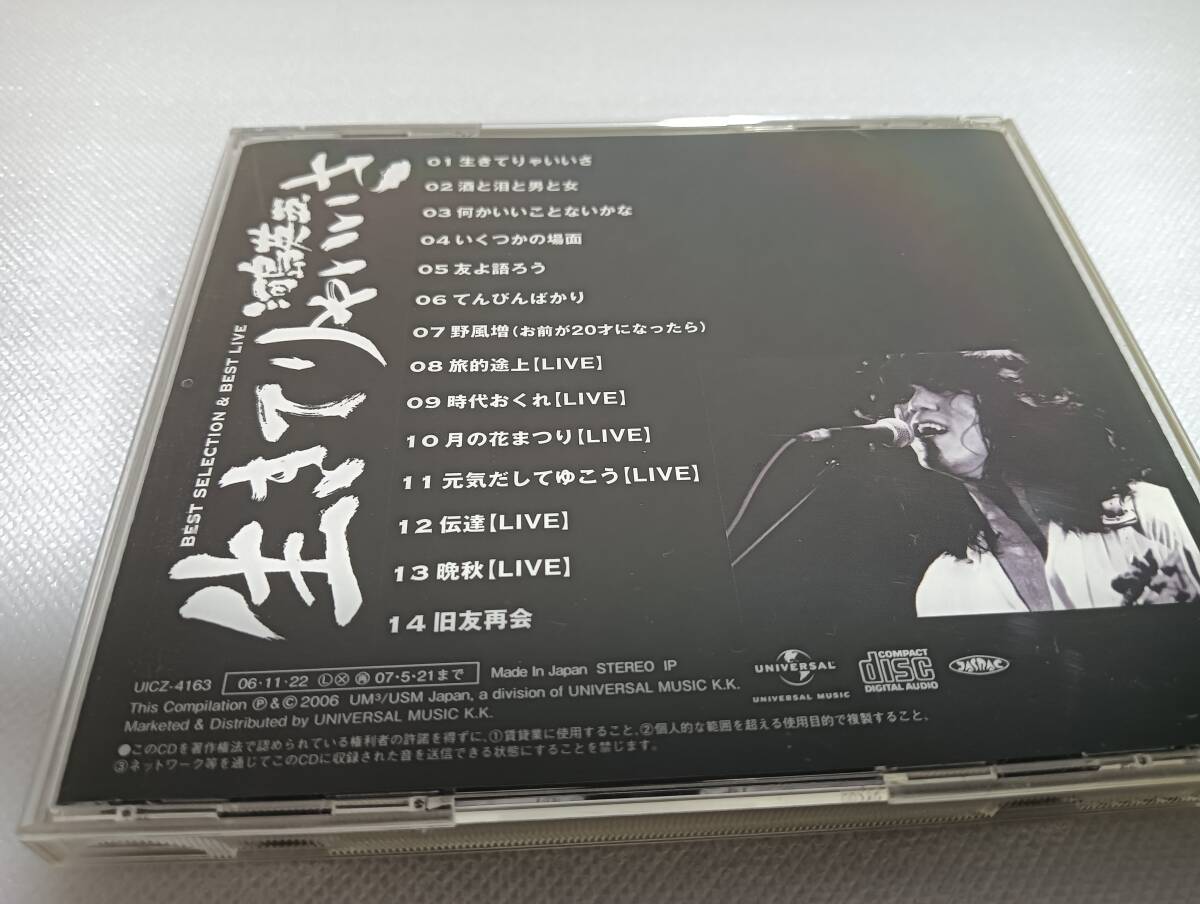 生きてりゃいいさ
河島英五
BEST SELECTION & BEST LIVE
01 生きてりゃいいさ
02 酒と泪と男と女
03 何かいいことないかな
04 いくつかの場面
05 友よ語ろう
06 てんびんばかり
07 野風増(お前が20才になったら)
08 旅的途上【LIVE】
09 時代おくれ【LIVE】
10 月の花まつり【LIVE】
11 元気だしてゆこう【LIVE】
12 伝達【LIVE】
13 晩秋【LIVE】
14 旧友再会
UICZ-4163 06·11·22 Ⓛ Ⓧ ㊢ 07·5·21まで Made In Japan STEREO IP
This Compilation Ⓟ&©2006 UM³/USM Japan, a division of UNIVERSAL MUSIC K.K.
Marketed & Distributed by UNIVERSAL MUSIC K.K.
●このCDを著作権法で認められている権利者の許諾を得ずに、①賃貸業に使用すること、②個人的な範囲を超える使用目的で複製すること、
③ネットワーク等を通じてこのCDに収録された音を送信できる状態にすることを禁じます。
UNIVERSAL
UNIVERSAL MUSIC
COMPACT
disc
DIGITAL AUDIO
JASRAC